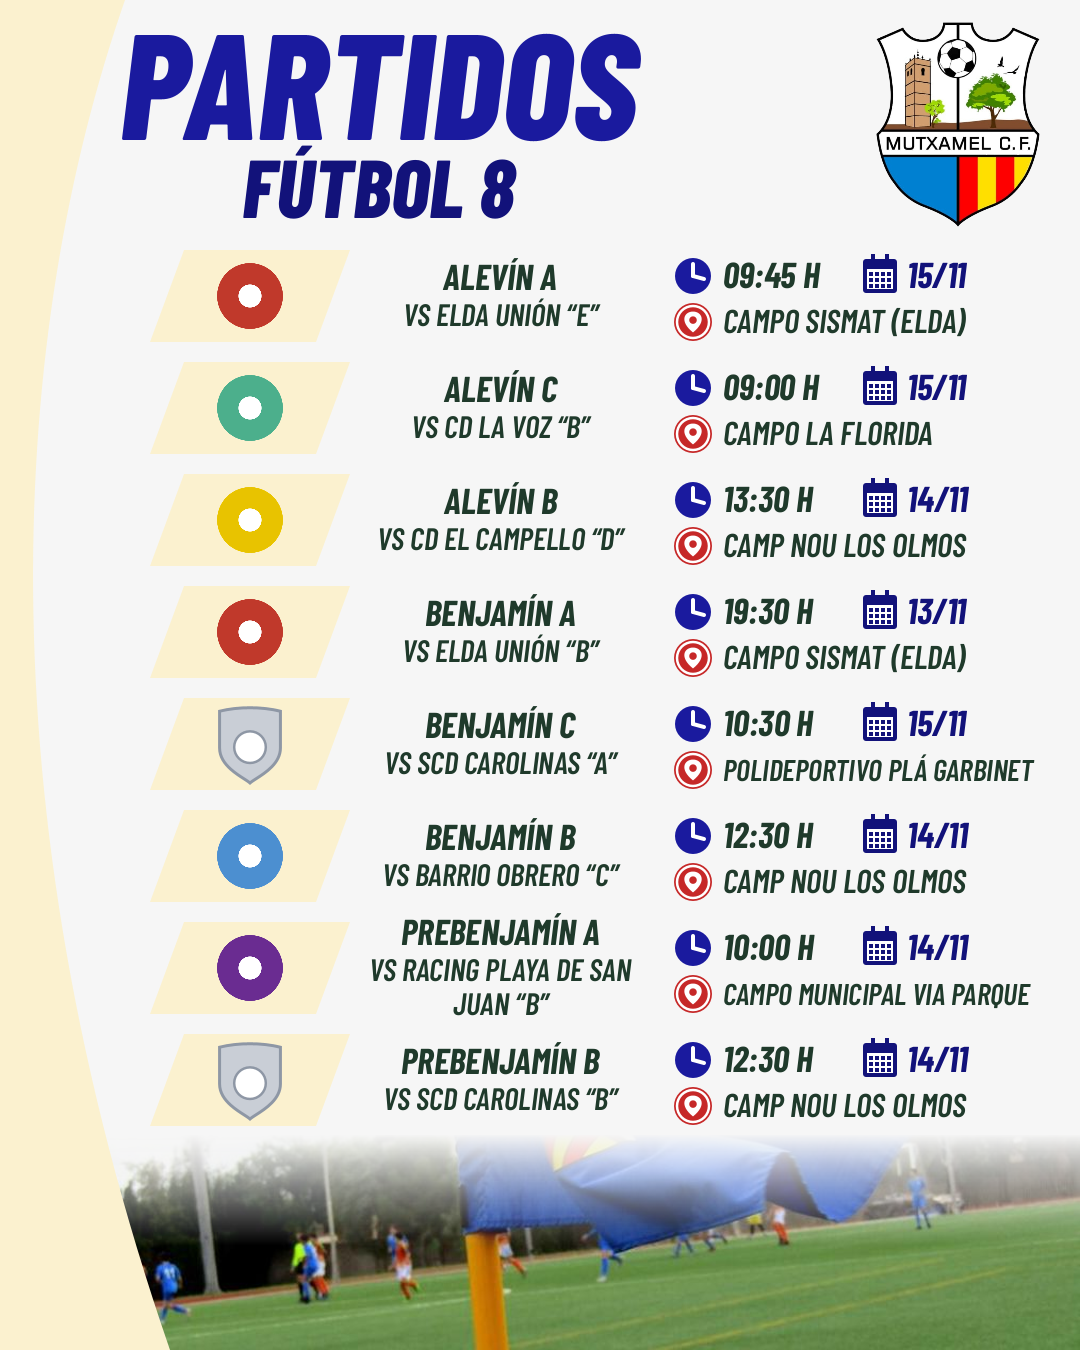 PARTIDOS
FÚTBOL 8
MUTXAMEL C.F.
ALEVÍN A
VS ELDA UNIÓN “E”
09:45 H
15/11
CAMPO SISMAT (ELDA)
ALEVÍN C
VS CD LA VOZ “B”
09:00 H
15/11
CAMPO LA FLORIDA
ALEVÍN B
VS CD EL CAMPELLO “D”
13:30 H
14/11
CAMP NOU LOS OLMOS
BENJAMÍN A
VS ELDA UNIÓN “B”
19:30 H
13/11
CAMPO SISMAT (ELDA)
BENJAMÍN C
VS SCD CAROLINAS “A”
10:30 H
15/11
POLIDEPORTIVO PLÁ GARBINET
BENJAMÍN B
VS BARRIO OBRERO “C”
12:30 H
14/11
CAMP NOU LOS OLMOS
PREBENJAMÍN A
VS RACING PLAYA DE SAN
JUAN “B”
10:00 H
14/11
CAMPO MUNICIPAL VIA PARQUE
PREBENJAMÍN B
VS SCD CAROLINAS “B”
12:30 H
14/11
CAMP NOU LOS OLMOS